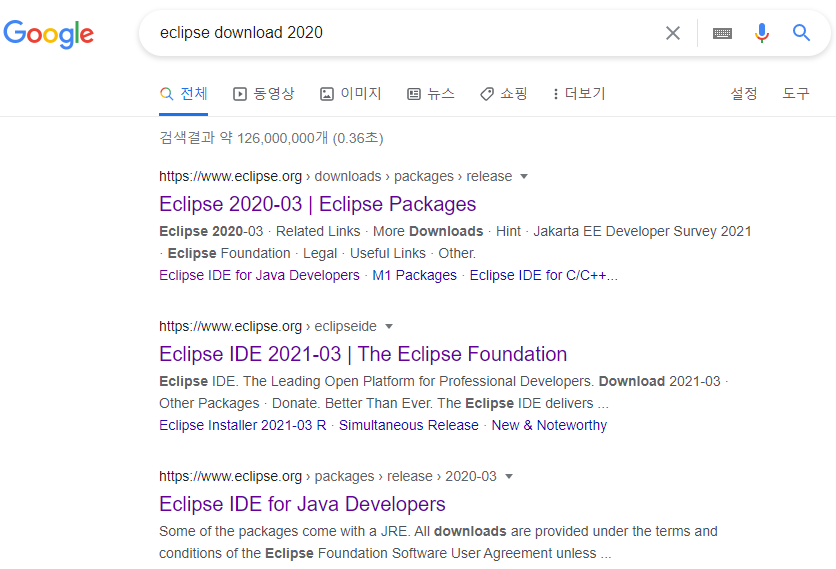 Google
eclipse download 2020
전체 동영상 이미지 뉴스 쇼핑 더보기 설정 도구
검색결과 약 126,000,000개 (0.36초)
https://www.eclipse.org › downloads › packages › release
Eclipse 2020-03 | Eclipse Packages
Eclipse 2020-03 · Related Links · More Downloads · Hint · Jakarta EE Developer Survey 2021
· Eclipse Foundation · Legal · Useful Links · Other.
Eclipse IDE for Java Developers · M1 Packages · Eclipse IDE for C/C++...
https://www.eclipse.org › eclipseide
Eclipse IDE 2021-03 | The Eclipse Foundation
Eclipse IDE. The Leading Open Platform for Professional Developers. Download 2021-03 ·
Other Packages · Donate. Better Than Ever. The Eclipse IDE delivers ...
Eclipse Installer 2021-03 R · Simultaneous Release · New & Noteworthy
https://www.eclipse.org › packages › release › 2020-03
Eclipse IDE for Java Developers
Some of the packages come with a JRE. All downloads are provided under the terms and
conditions of the Eclipse Foundation Software User Agreement unless ...